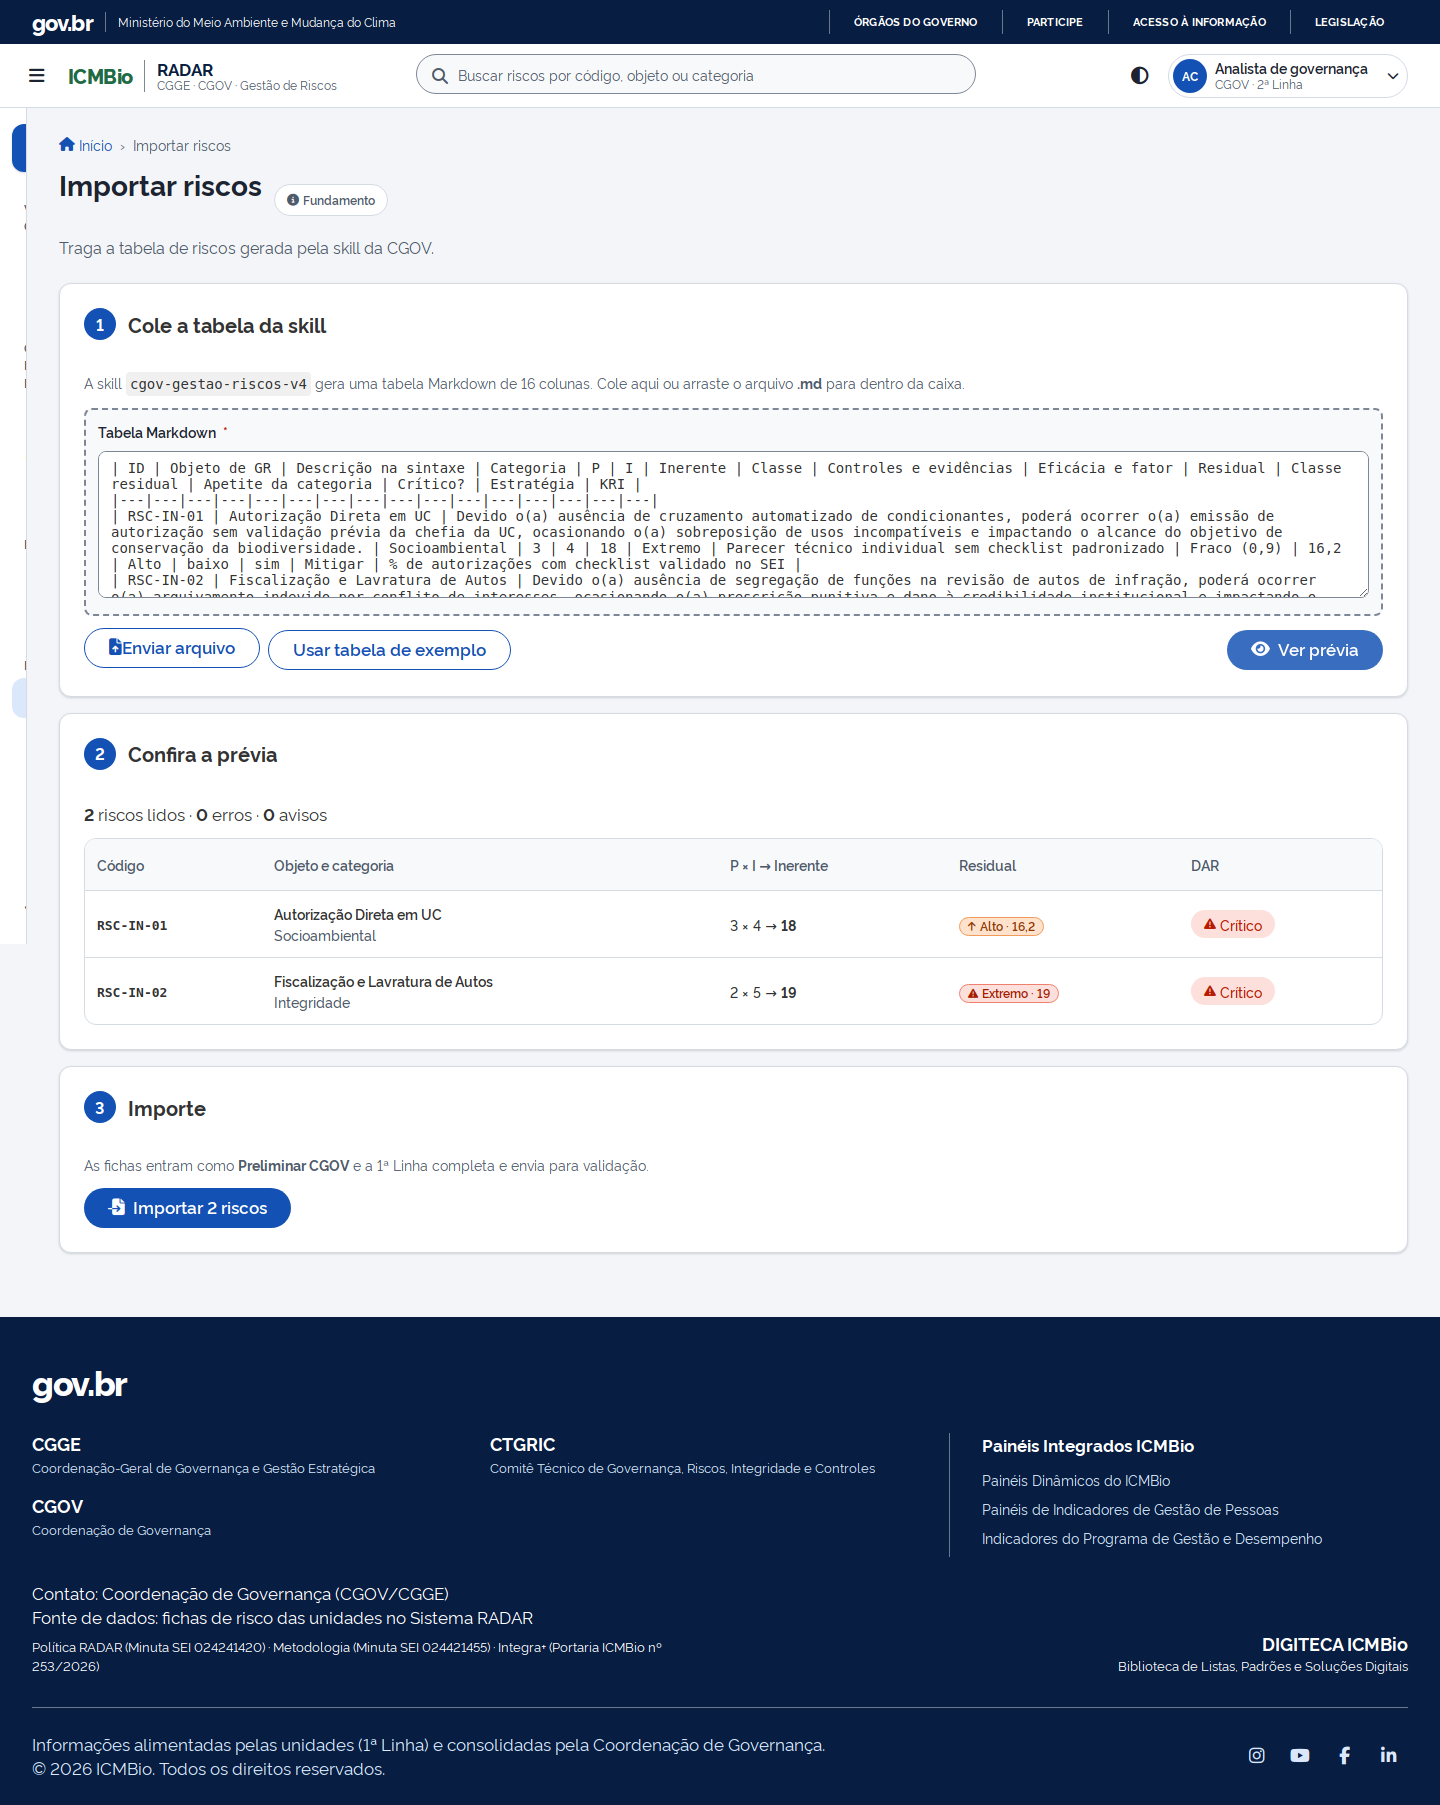 gov.br
Ministério do Meio Ambiente e Mudança do Clima
ÓRGÃOS DO GOVERNO
PARTICIPE
ACESSO À INFORMAÇÃO
LEGISLAÇÃO
ICMBio
RADAR
CGGE · CGOV · Gestão de Riscos
Buscar riscos por código, objeto ou categoria
AC
Analista de governança
CGOV · 2ª Linha
Início › Importar riscos
Importar riscos
Fundamento
Traga a tabela de riscos gerada pela skill da CGOV.
1 Cole a tabela da skill
A skill cgov-gestao-riscos-v4 gera uma tabela Markdown de 16 colunas. Cole aqui ou arraste o arquivo .md para dentro da caixa.
Tabela Markdown *
| ID | Objeto de GR | Descrição na sintaxe | Categoria | P | I | Inerente | Classe | Controles e evidências | Eficácia e fator | Residual | Classe
residual | Apetite da categoria | Crítico? | Estratégia | KRI |
|---|---|---|---|---|---|---|---|---|---|---|---|---|---|---|---|
| RSC-IN-01 | Autorização Direta em UC | Devido o(a) ausência de cruzamento automatizado de condicionantes, poderá ocorrer o(a) emissão de
autorização sem validação prévia da chefia da UC, ocasionando o(a) sobreposição de usos incompatíveis e impactando o alcance do objetivo de
conservação da biodiversidade. | Socioambiental | 3 | 4 | 18 | Extremo | Parecer técnico individual sem checklist padronizado | Fraco (0,9) | 16,2
| Alto | baixo | sim | Mitigar | % de autorizações com checklist validado no SEI |
| RSC-IN-02 | Fiscalização e Lavratura de Autos | Devido o(a) ausência de segregação de funções na revisão de autos de infração, poderá ocorrer
o(a) arquivamento indevido por conflito de interesses, ocasionando o(a) prescrição punitiva e dano à credibilidade institucional e impactando o
Enviar arquivo
Usar tabela de exemplo
Ver prévia
2 Confira a prévia
2 riscos lidos · 0 erros · 0 avisos
Código
Objeto e categoria
P × I → Inerente
Residual
DAR
RSC-IN-01
Autorização Direta em UC
Socioambiental
3 × 4 → 18
Alto · 16,2
Crítico
RSC-IN-02
Fiscalização e Lavratura de Autos
Integridade
2 × 5 → 19
Extremo · 19
Crítico
3 Importe
As fichas entram como Preliminar CGOV e a 1ª Linha completa e envia para validação.
Importar 2 riscos
gov.br
CGGE
Coordenação-Geral de Governança e Gestão Estratégica
CGOV
Coordenação de Governança
CTGRIC
Comitê Técnico de Governança, Riscos, Integridade e Controles
Painéis Integrados ICMBio
Painéis Dinâmicos do ICMBio
Painéis de Indicadores de Gestão de Pessoas
Indicadores do Programa de Gestão e Desempenho
Contato: Coordenação de Governança (CGOV/CGGE)
Fonte de dados: fichas de risco das unidades no Sistema RADAR
Política RADAR (Minuta SEI 024241420) · Metodologia (Minuta SEI 024421455) · Integra+ (Portaria ICMBio nº
253/2026)
DIGITECA ICMBio
Biblioteca de Listas, Padrões e Soluções Digitais
Informações alimentadas pelas unidades (1ª Linha) e consolidadas pela Coordenação de Governança.
© 2026 ICMBio. Todos os direitos reservados.